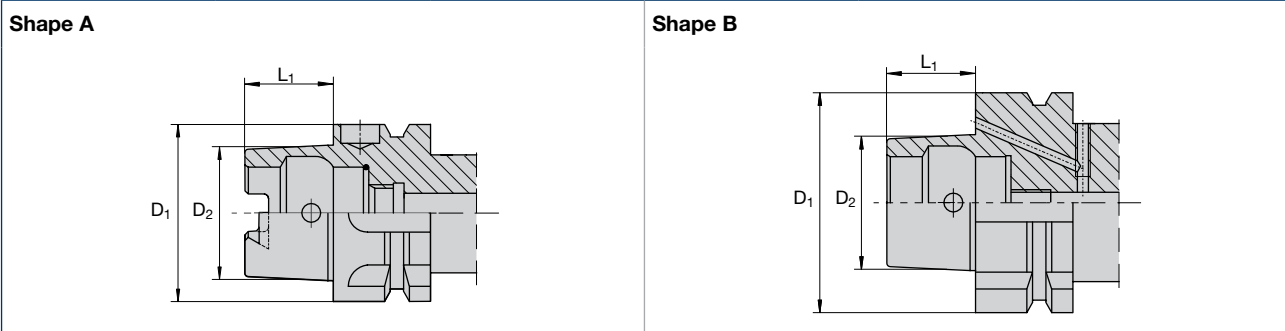 Shape A
L₁
D₁
D₂
Shape B
L₁
D₁
D₂